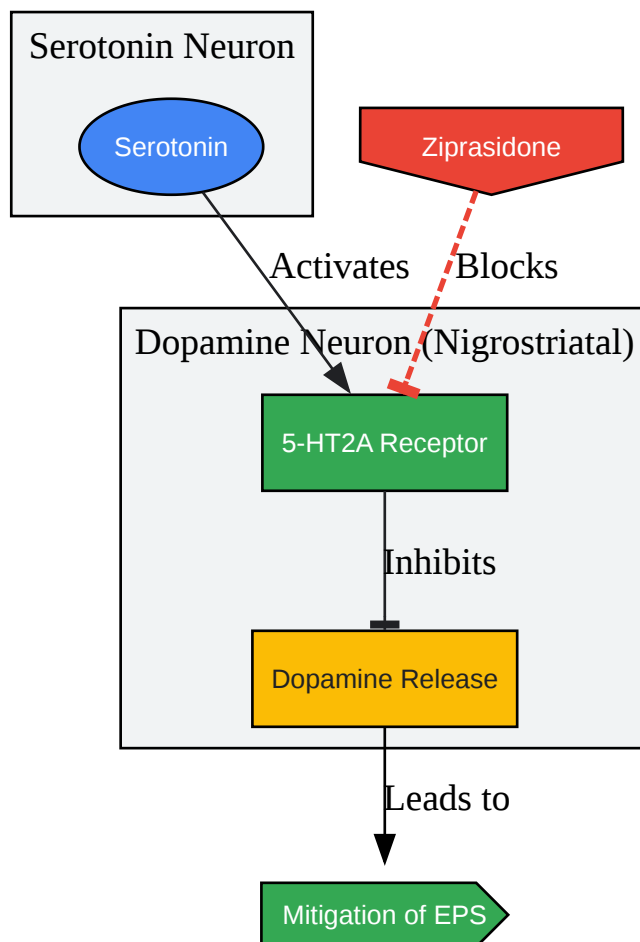 Serotonin Neuron
Serotonin
Ziprasidone
Activates
Blocks
Dopamine Neuron (Nigrostriatal)
5-HT2A Receptor
Inhibits
Dopamine Release
Leads to
Mitigation of EPS